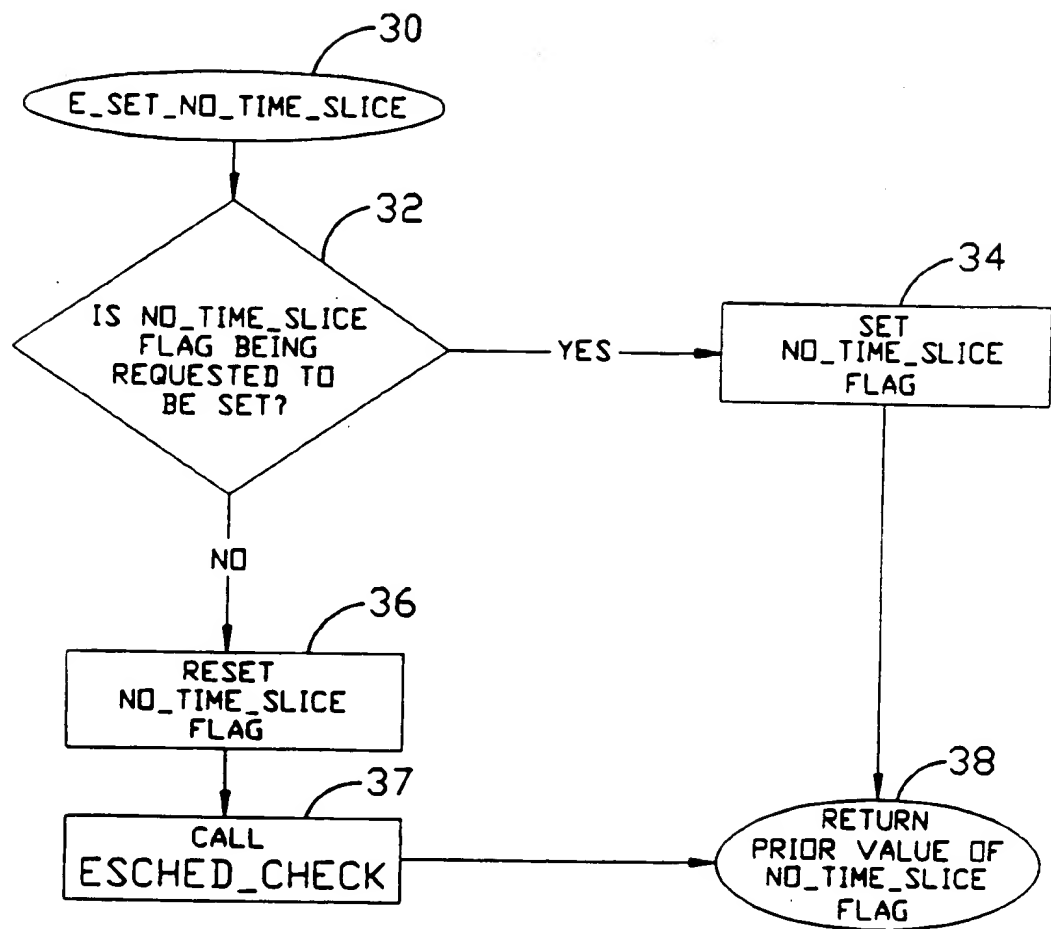 30
E_SET_NO_TIME_SLICE
32
IS NO_TIME_SLICE
FLAG BEING
REQUESTED TO
BE SET?
YES
34
SET
NO_TIME_SLICE
FLAG
NO
36
RESET
NO_TIME_SLICE
FLAG
37
CALL
ESCHED_CHECK
38
RETURN
PRIOR VALUE OF
NO_TIME_SLICE
FLAG